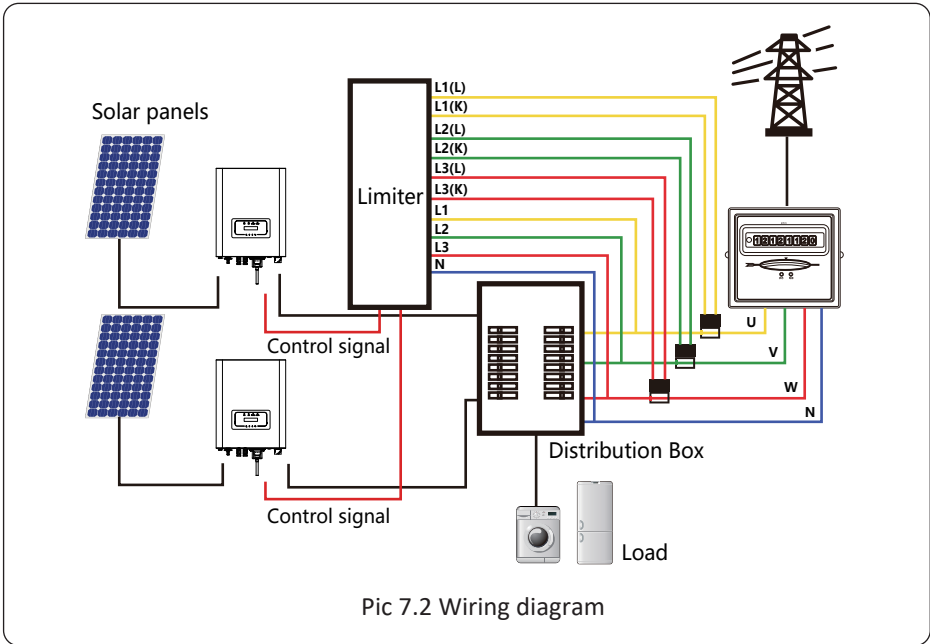 Solar panels
Limiter
L1(L)
L1(K)
L2(L)
L2(K)
L3(L)
L3(K)
L1
L2
L3
N
12121120
U
V
W
N
Control signal
Control signal
Distribution Box
Load
Pic 7.2 Wiring diagram